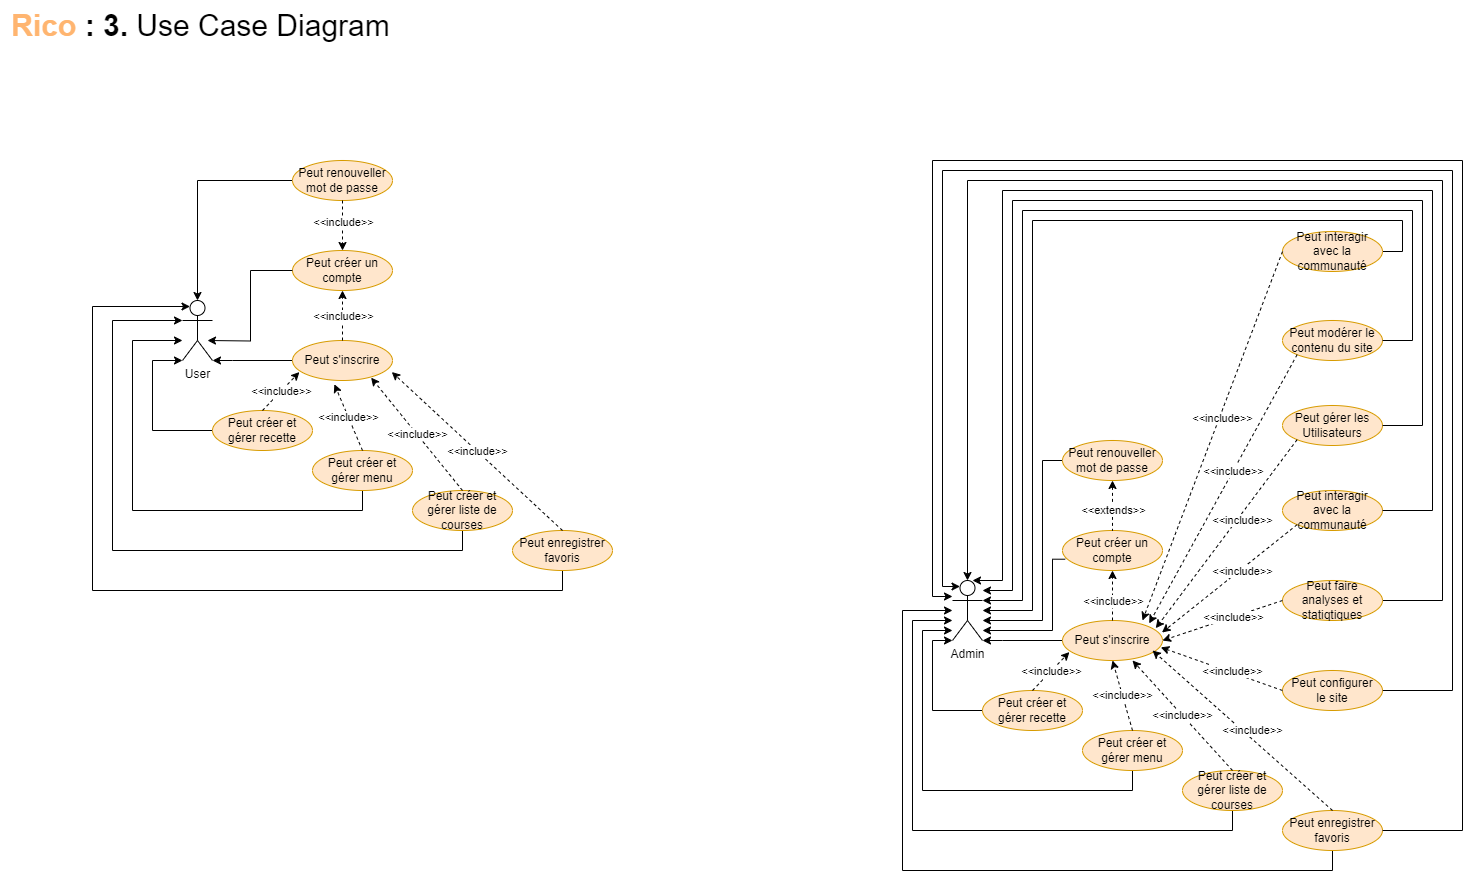 Rico : 3. Use Case Diagram
Peut renouveller
mot de passe
<<include>>
Peut créer un
compte
<<include>>
Peut s'inscrire
User
<<include>>
Peut créer et
gérer recette
<<include>>
Peut créer et
gérer menu
<<include>>
Peut créer et
gérer liste de
courses
<<include>>
Peut enregistrer
favoris
Peut interagir
avec la
communauté
Peut modérer le
contenu du site
<<include>>
Peut gérer les
Utilisateurs
Peut renouveller
mot de passe
<<include>>
<<extends>>
Peut interagir
avec la
communauté
<<include>>
Peut créer un
compte
<<include>>
Peut faire
analyses et
statiqtiques
<<include>>
<<include>>
Peut s'inscrire
Admin
<<include>>
Peut configurer
le site
<<include>>
Peut créer et
gérer recette
<<include>>
Peut créer et
gérer menu
<<include>>
Peut créer et
gérer liste de
courses
<<include>>
Peut enregistrer
favoris